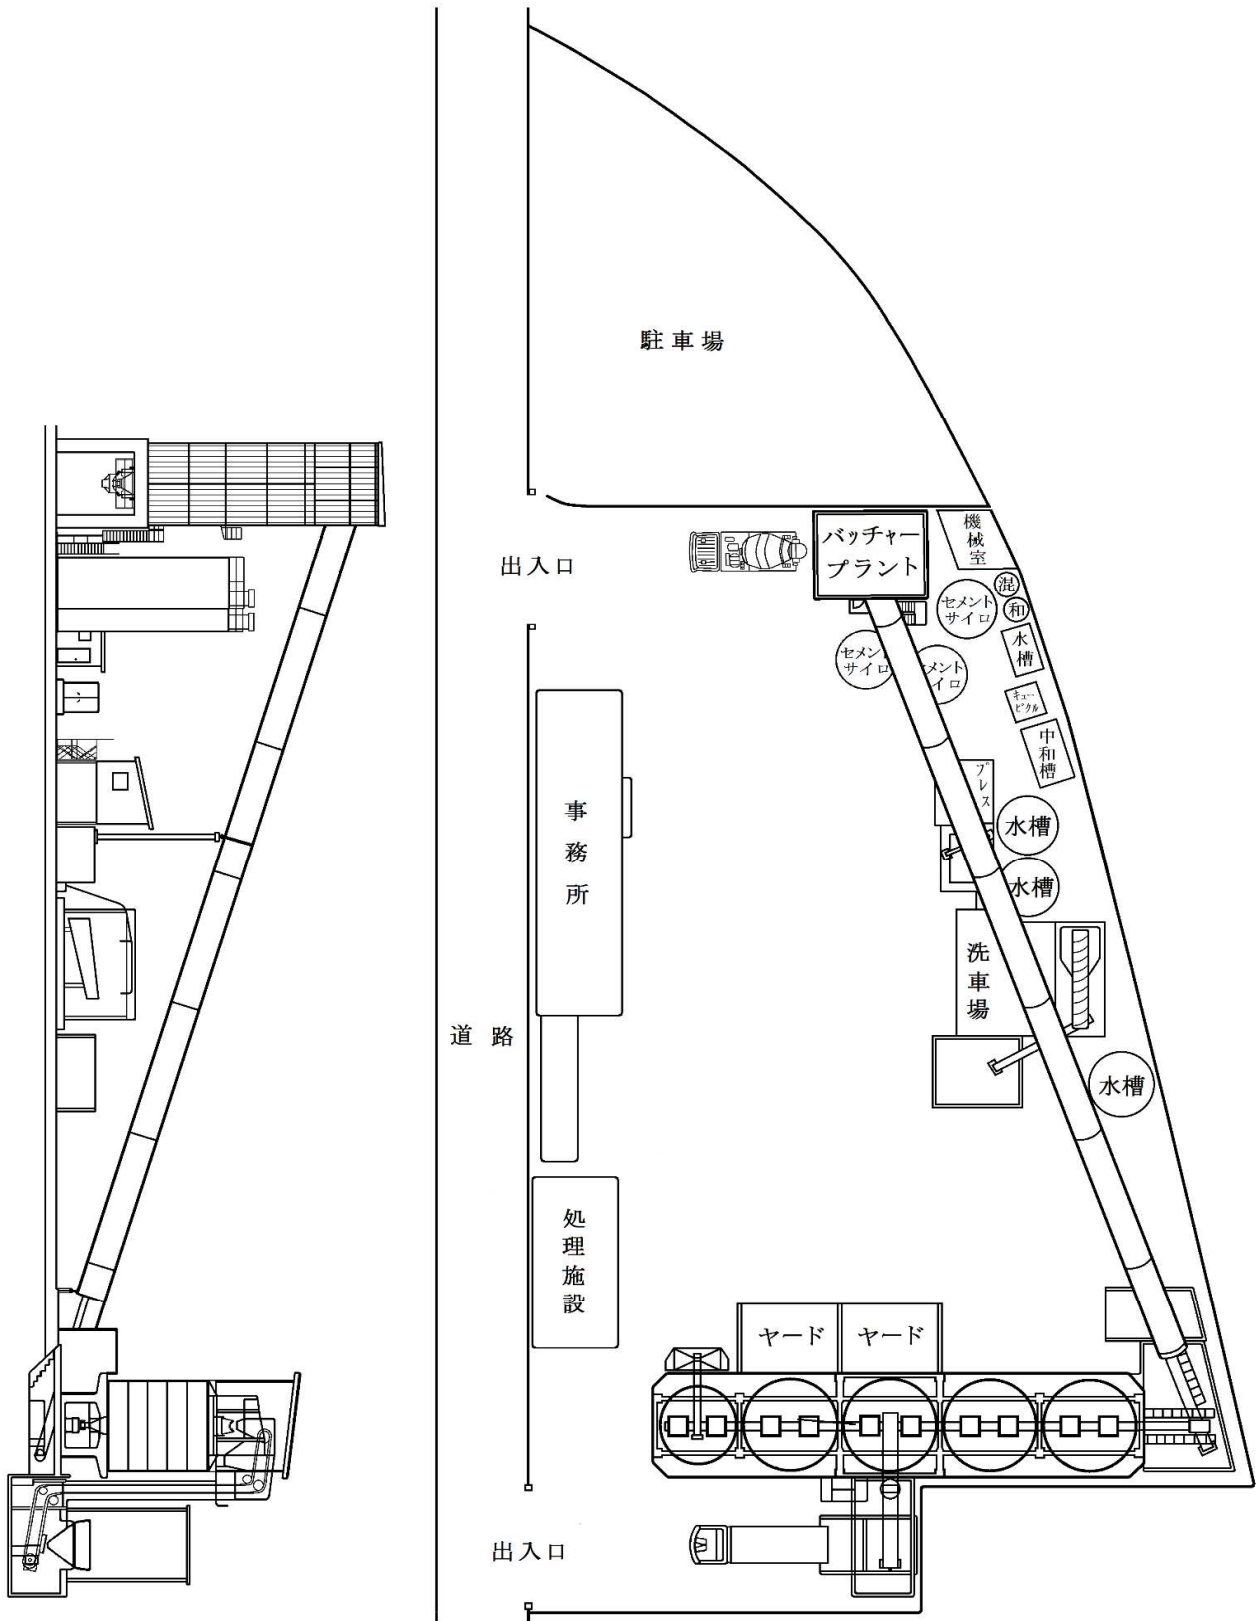 駐車場
出入口
バッチャー
プラント
機械室
セメント
サイロ
混
和
水槽
セメント
サイロ
メント
イロ
キュー
ビクル
中和槽
プレス
水槽
水槽
事務所
洗車場
道路
水槽
処理施設
ヤード
ヤード
出入口